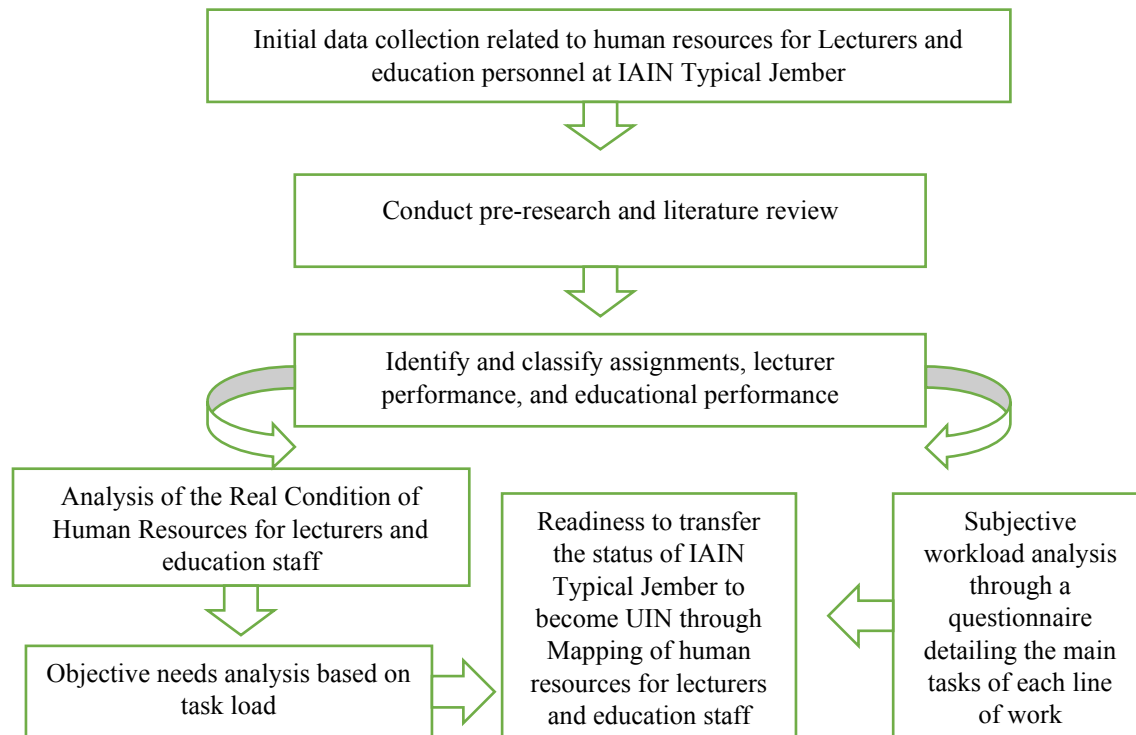 Initial data collection related to human resources for Lecturers and
education personnel at IAIN Typical Jember
Conduct pre-research and literature review
Identify and classify assignments, lecturer
performance, and educational performance
Analysis of the Real Condition of
Human Resources for lecturers and
education staff
Objective needs analysis based on
task load
Readiness to transfer
the status of IAIN
Typical Jember to
become UIN through
Mapping of human
resources for lecturers
and education staff
Subjective
workload analysis
through a
questionnaire
detailing the main
tasks of each line
of work